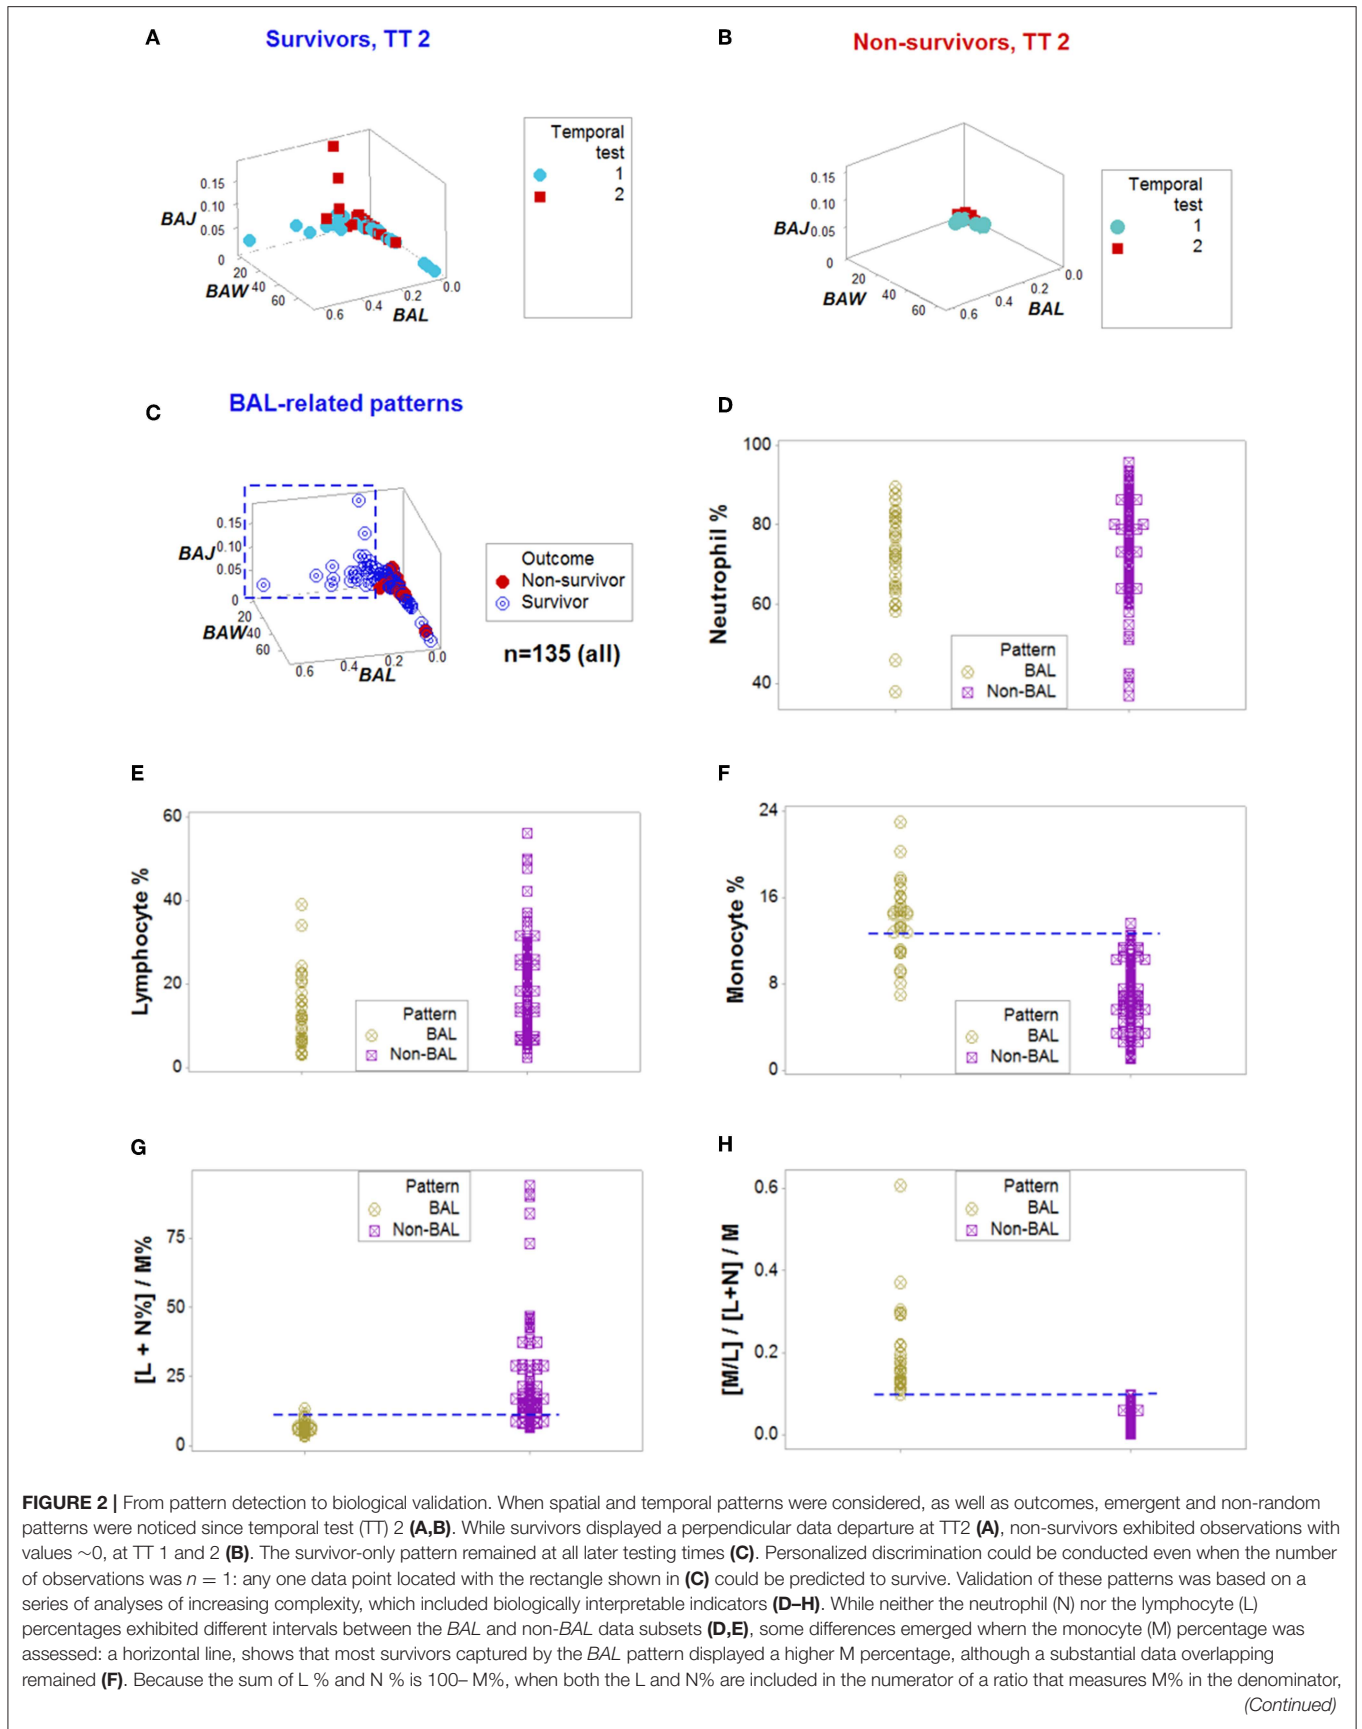 A
Survivors, TT 2
Temporal
test
1
2
BAJ
0.15
0.10
0.05
0
20
40
60
BAW
0.6
0.4
0.2
0.0
BAL
B
Non-survivors, TT 2
Temporal
test
1
2
BAJ
0.15
0.10
0.05
0
20
40
60
BAW
0.6
0.4
0.2
0.0
BAL
C
BAL-related patterns
BAJ
0.15
0.10
0.05
0
20
40
60
BAW
0.6
0.4
0.2
0.0
BAL
Outcome
Non-survivor
Survivor
n=135 (all)
D
Neutrophil %
100
80
60
40
Pattern
BAL
Non-BAL
E
Lymphocyte %
60
40
20
0
Pattern
BAL
Non-BAL
F
Monocyte %
24
16
8
0
Pattern
BAL
Non-BAL
G
[L + N%] / M%
75
50
25
0
Pattern
BAL
Non-BAL
H
[M/L] / [L+N] / M
0.6
0.4
0.2
0.0
Pattern
BAL
Non-BAL
FIGURE 2 | From pattern detection to biological validation. When spatial and temporal patterns were considered, as well as outcomes, emergent and non-random
patterns were noticed since temporal test (TT) 2 (A,B). While survivors displayed a perpendicular data departure at TT2 (A), non-survivors exhibited observations with
values ~0, at TT 1 and 2 (B). The survivor-only pattern remained at all later testing times (C). Personalized discrimination could be conducted even when the number
of observations was n = 1: any one data point located with the rectangle shown in (C) could be predicted to survive. Validation of these patterns was based on a
series of analyses of increasing complexity, which included biologically interpretable indicators (D–H). While neither the neutrophil (N) nor the lymphocyte (L)
percentages exhibited different intervals between the BAL and non-BAL data subsets (D,E), some differences emerged whern the monocyte (M) percentage was
assessed: a horizontal line, shows that most survivors captured by the BAL pattern displayed a higher M percentage, although a substantial data overlapping
remained (F). Because the sum of L % and N % is 100– M%, when both the L and N% are included in the numerator of a ratio that measures M% in the denominator,
(Continued)